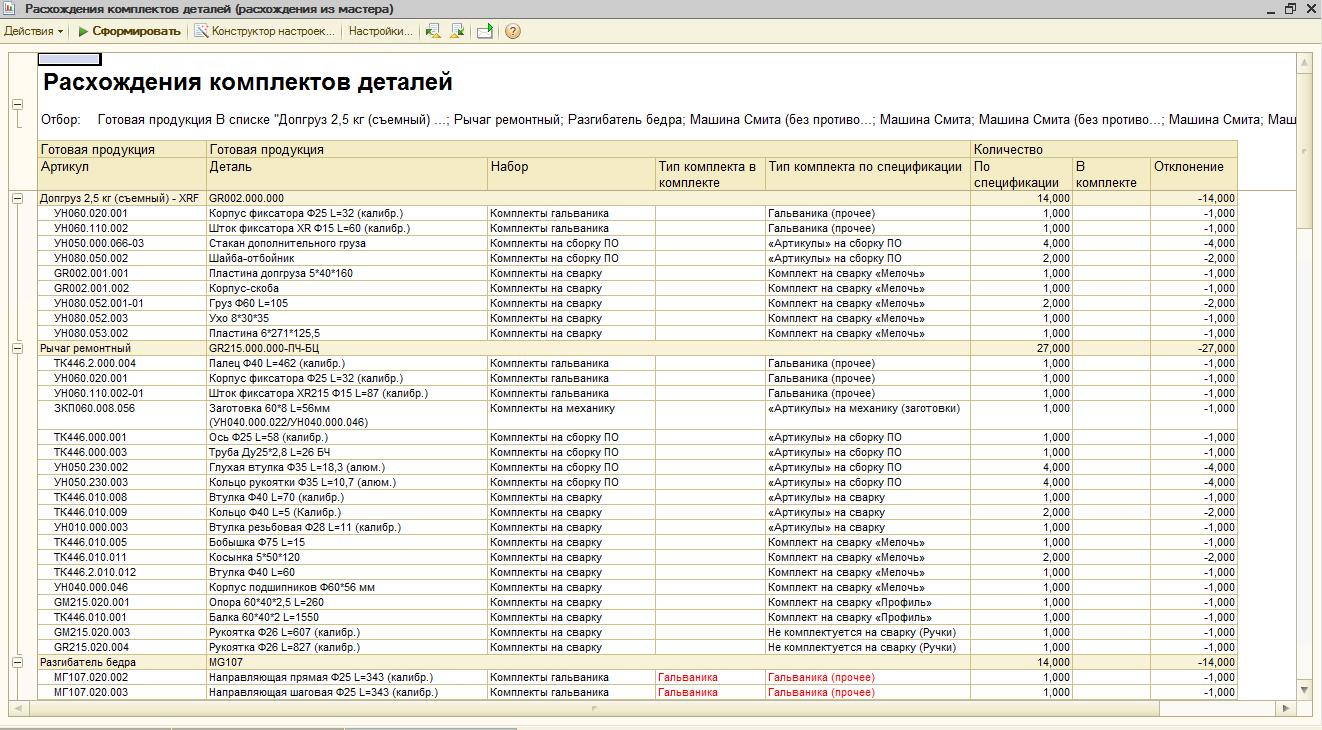 Расхождения комплектов деталей (расхождения из мастера)
Действия Сформировать Конструктор настроек... Настройки...
Расхождения комплектов деталей
Отбор: Готовая продукция В списке "Допгруз 2,5 кг (съемный) ...; Рычаг ремонтный; Разгибатель бедра; Машина Смита (без противо...; Машина Смита; Машина Смита (без противо...; Машина Смита; Маш
Готовая продукция Готовая продукция Количество
Артикул Деталь Набор Тип комплекта в комплекте Тип комплекта по спецификации По спецификации В комплекте Отклонение
Допгруз 2,5 кг (съемный) - XRF GR002.000.000 14,000 -14,000
УН060.020.001 Корпус фиксатора Ф25 L=32 (калибр.) Комплекты гальваника Гальваника (прочее) 1,000 -1,000
УН060.110.002 Шток фиксатора XR Ф15 L=60 (калибр.) Комплекты гальваника Гальваника (прочее) 1,000 -1,000
УН050.000.066-03 Стакан дополнительного груза Комплекты на сборку ПО «Артикулы» на сборку ПО 4,000 -4,000
УН080.050.002 Шайба-отбойник Комплекты на сборку ПО «Артикулы» на сборку ПО 2,000 -2,000
GR002.001.001 Пластина допгруза 5*40*160 Комплекты на сварку Комплект на сварку «Мелочь» 1,000 -1,000
GR002.001.002 Корпус-скоба Комплекты на сварку Комплект на сварку «Мелочь» 1,000 -1,000
УН080.052.001-01 Груз Ф60 L=105 Комплекты на сварку Комплект на сварку «Мелочь» 2,000 -2,000
УН080.052.003 Ухо 8*30*35 Комплекты на сварку Комплект на сварку «Мелочь» 1,000 -1,000
УН080.053.002 Пластина 6*271*125,5 Комплекты на сварку Комплект на сварку «Мелочь» 1,000 -1,000
Рычаг ремонтный GR215.000.000-ПЧ-БЦ 27,000 -27,000
ТК446.2.000.004 Палец Ф40 L=462 (калибр.) Комплекты гальваника Гальваника (прочее) 1,000 -1,000
УН060.020.001 Корпус фиксатора Ф25 L=32 (калибр.) Комплекты гальваника Гальваника (прочее) 1,000 -1,000
УН060.110.002-01 Шток фиксатора XR215 Ф15 L=87 (калибр.) Комплекты гальваника Гальваника (прочее) 1,000 -1,000
ЗКП060.008.056 Заготовка 60*8 L=56мм Комплекты на механику «Артикулы» на механику (заготовки) 1,000 -1,000
(УН040.000.022/УН040.000.046)
ТК446.000.001 Ось Ф25 L=58 (калибр.) Комплекты на сборку ПО «Артикулы» на сборку ПО 1,000 -1,000
ТК446.000.003 Труба Ду25*2,8 L=26 БЧ Комплекты на сборку ПО «Артикулы» на сборку ПО 1,000 -1,000
УН050.230.002 Глухая втулка Ф35 L=18,3 (алюм.) Комплекты на сборку ПО «Артикулы» на сборку ПО 4,000 -4,000
УН050.230.003 Кольцо рукоятки Ф35 L=10,7 (алюм.) Комплекты на сборку ПО «Артикулы» на сборку ПО 4,000 -4,000
ТК446.010.008 Втулка Ф40 L=70 (калибр.) Комплекты на сварку «Артикулы» на сварку 1,000 -1,000
ТК446.010.009 Кольцо Ф40 L=5 (Калибр.) Комплекты на сварку «Артикулы» на сварку 2,000 -2,000
УН010.000.003 Втулка резьбовая Ф28 L=11 (калибр.) Комплекты на сварку «Артикулы» на сварку 1,000 -1,000
ТК446.010.005 Бобышка Ф75 L=15 Комплекты на сварку Комплект на сварку «Мелочь» 1,000 -1,000
ТК446.010.011 Косынка 5*50*120 Комплекты на сварку Комплект на сварку «Мелочь» 2,000 -2,000
ТК446.2.010.012 Втулка Ф40 L=60 Комплекты на сварку Комплект на сварку «Мелочь» 1,000 -1,000
УН040.000.046 Корпус подшипников Ф60*56 мм Комплекты на сварку Комплект на сварку «Мелочь» 1,000 -1,000
GM215.020.001 Опора 60*40*2,5 L=260 Комплекты на сварку Комплект на сварку «Профиль» 1,000 -1,000
ТК446.010.001 Балка 60*40*2 L=1550 Комплекты на сварку Комплект на сварку «Профиль» 1,000 -1,000
GM215.020.003 Рукоятка Ф26 L=607 (калибр.) Комплекты на сварку Не комплектуется на сварку (Ручки) 1,000 -1,000
GR215.020.004 Рукоятка Ф26 L=827 (калибр.) Комплекты на сварку Не комплектуется на сварку (Ручки) 1,000 -1,000
Разгибатель бедра MG107 14,000 -14,000
МГ107.020.002 Направляющая прямая Ф25 L=343 (калибр.) Комплекты гальваника Гальваника Гальваника (прочее) 1,000 -1,000
МГ107.020.003 Направляющая шаговая Ф25 L=343 (калибр.) Комплекты гальваника Гальваника Гальваника (прочее) 1,000 -1,000